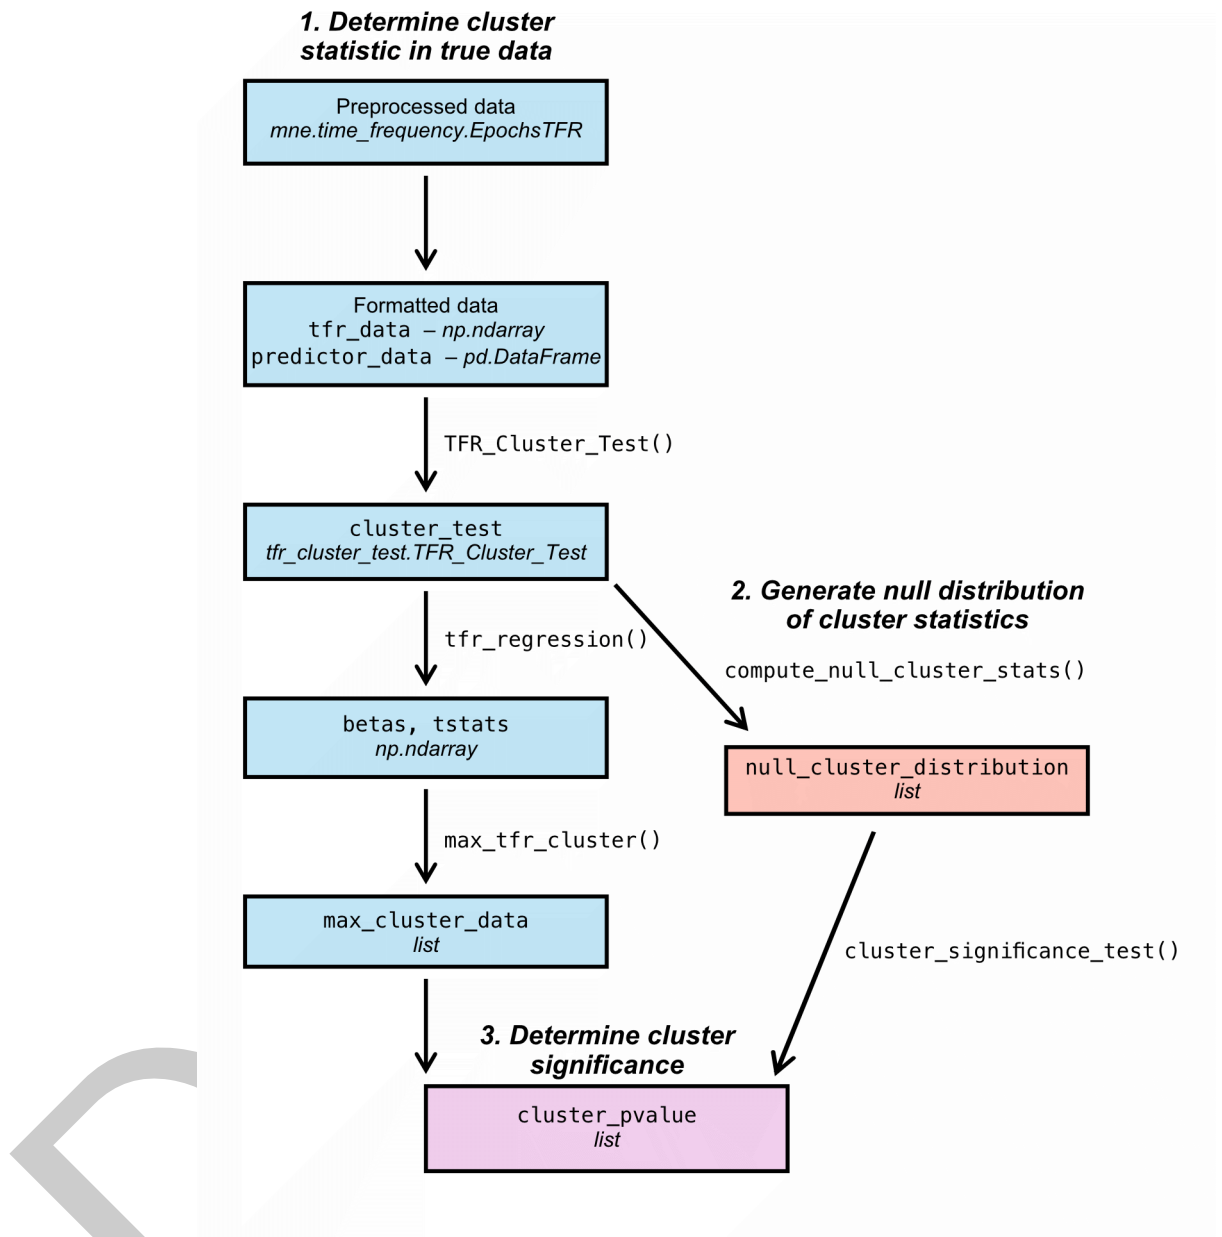 1. Determine cluster
statistic in true data
Preprocessed data
mne.time_frequency.EpochsTFR
Formatted data
tfr_data – np.ndarray
predictor_data – pd.DataFrame
TFR_Cluster_Test()
cluster_test
tfr_cluster_test.TFR_Cluster_Test
2. Generate null distribution
of cluster statistics
tfr_regression()
compute_null_cluster_stats()
betas, tstats
np.ndarray
null_cluster_distribution
list
max_tfr_cluster()
max_cluster_data
list
cluster_significance_test()
3. Determine cluster
significance
cluster_pvalue
list